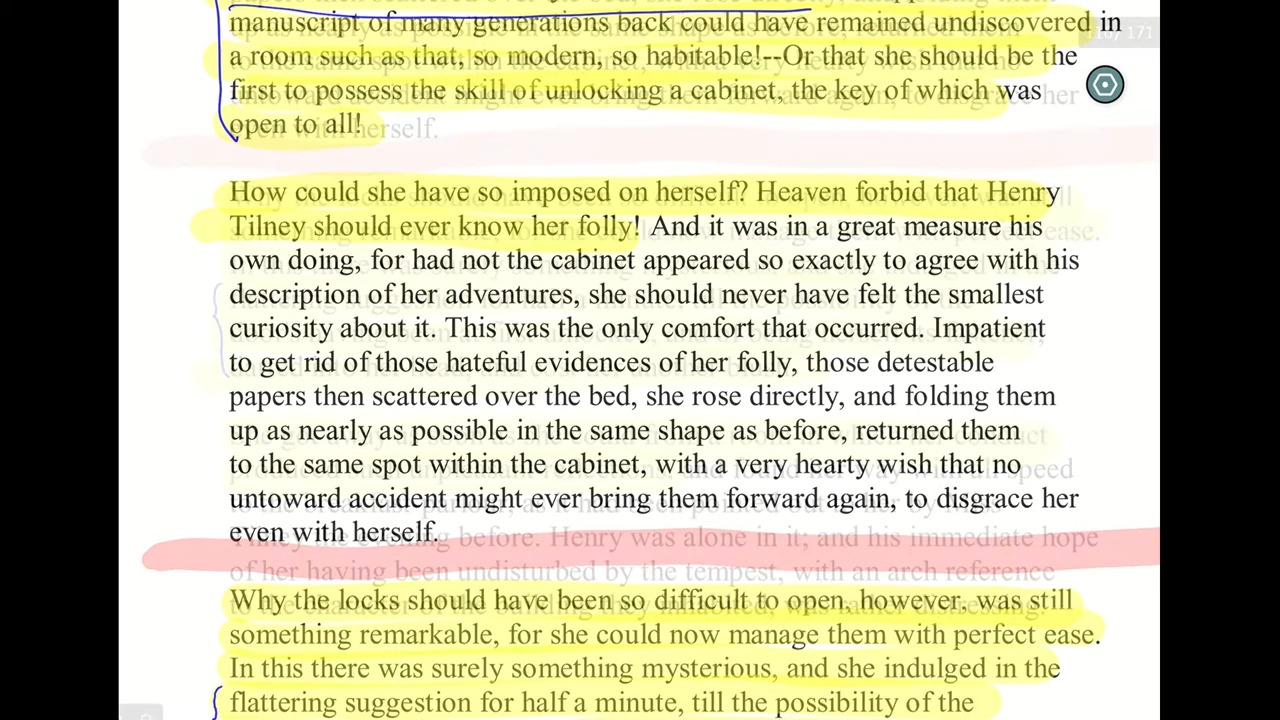 manuscript of many generations back could have remained undiscovered in
a room such as that, so modern, so habitable!--Or that she should be the
first to possess the skill of unlocking a cabinet, the key of which was
open to all!
How could she have so imposed on herself? Heaven forbid that Henry
Tilney should ever know her folly! And it was in a great measure his
own doing, for had not the cabinet appeared so exactly to agree with his
description of her adventures, she should never have felt the smallest
curiosity about it. This was the only comfort that occurred. Impatient
to get rid of those hateful evidences of her folly, those detestable
papers then scattered over the bed, she rose directly, and folding them
up as nearly as possible in the same shape as before, returned them
to the same spot within the cabinet, with a very hearty wish that no
untoward accident might ever bring them forward again, to disgrace her
even with herself.
Why the locks should have been so difficult to open, however, was still
something remarkable, for she could now manage them with perfect ease.
In this there was surely something mysterious, and she indulged in the
flattering suggestion for half a minute, till the possibility of the